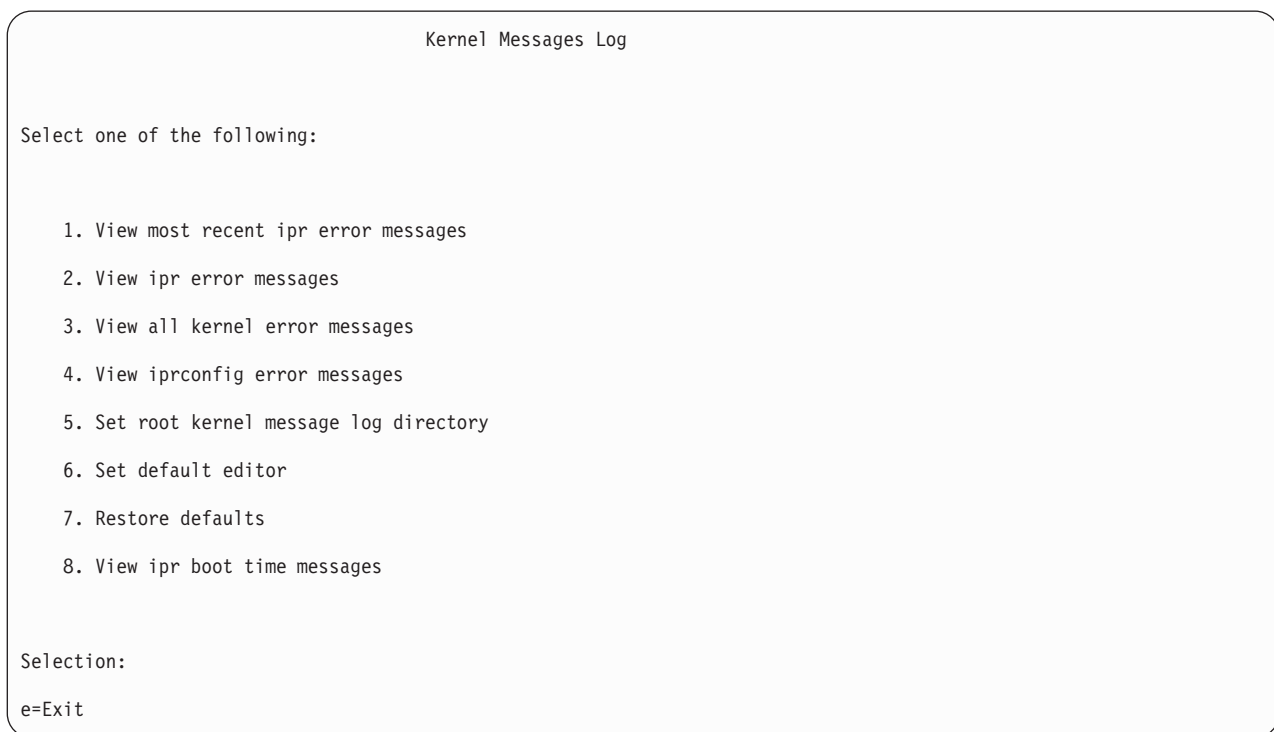 Kernel Messages Log
Select one of the following:
1. View most recent ipr error messages
2. View ipr error messages
3. View all kernel error messages
4. View iprconfig error messages
5. Set root kernel message log directory
6. Set default editor
7. Restore defaults
8. View ipr boot time messages
Selection:
e=Exit